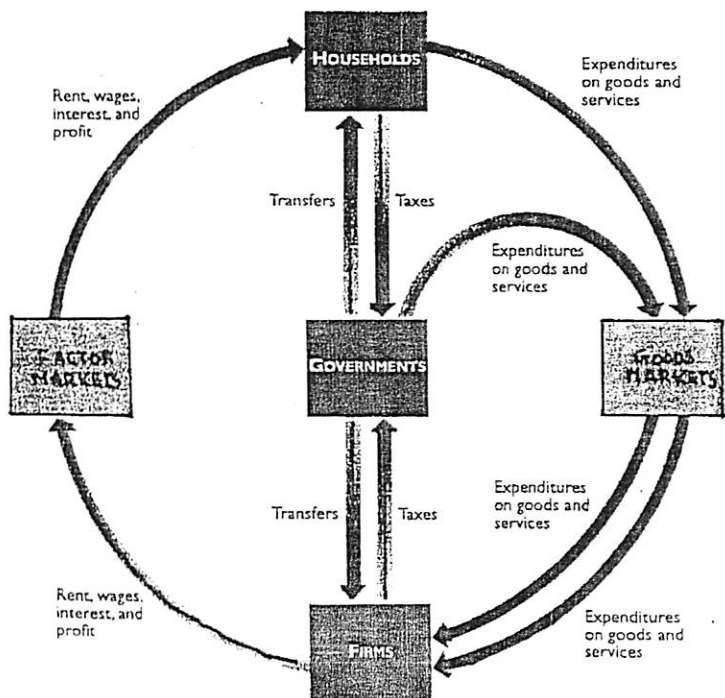 HOUSEHOLDS
Rent, wages,
interest, and
profit
Expenditures
on goods and
services
Transfers
Taxes
Expenditures
on goods and
services
FACTOR
MARKETS
GOVERNMENTS
GOODS
MARKETS
Transfers
Taxes
Expenditures
on goods and
services
Rent, wages,
interest, and
profit
Expenditures
on goods and
services
FIRMS